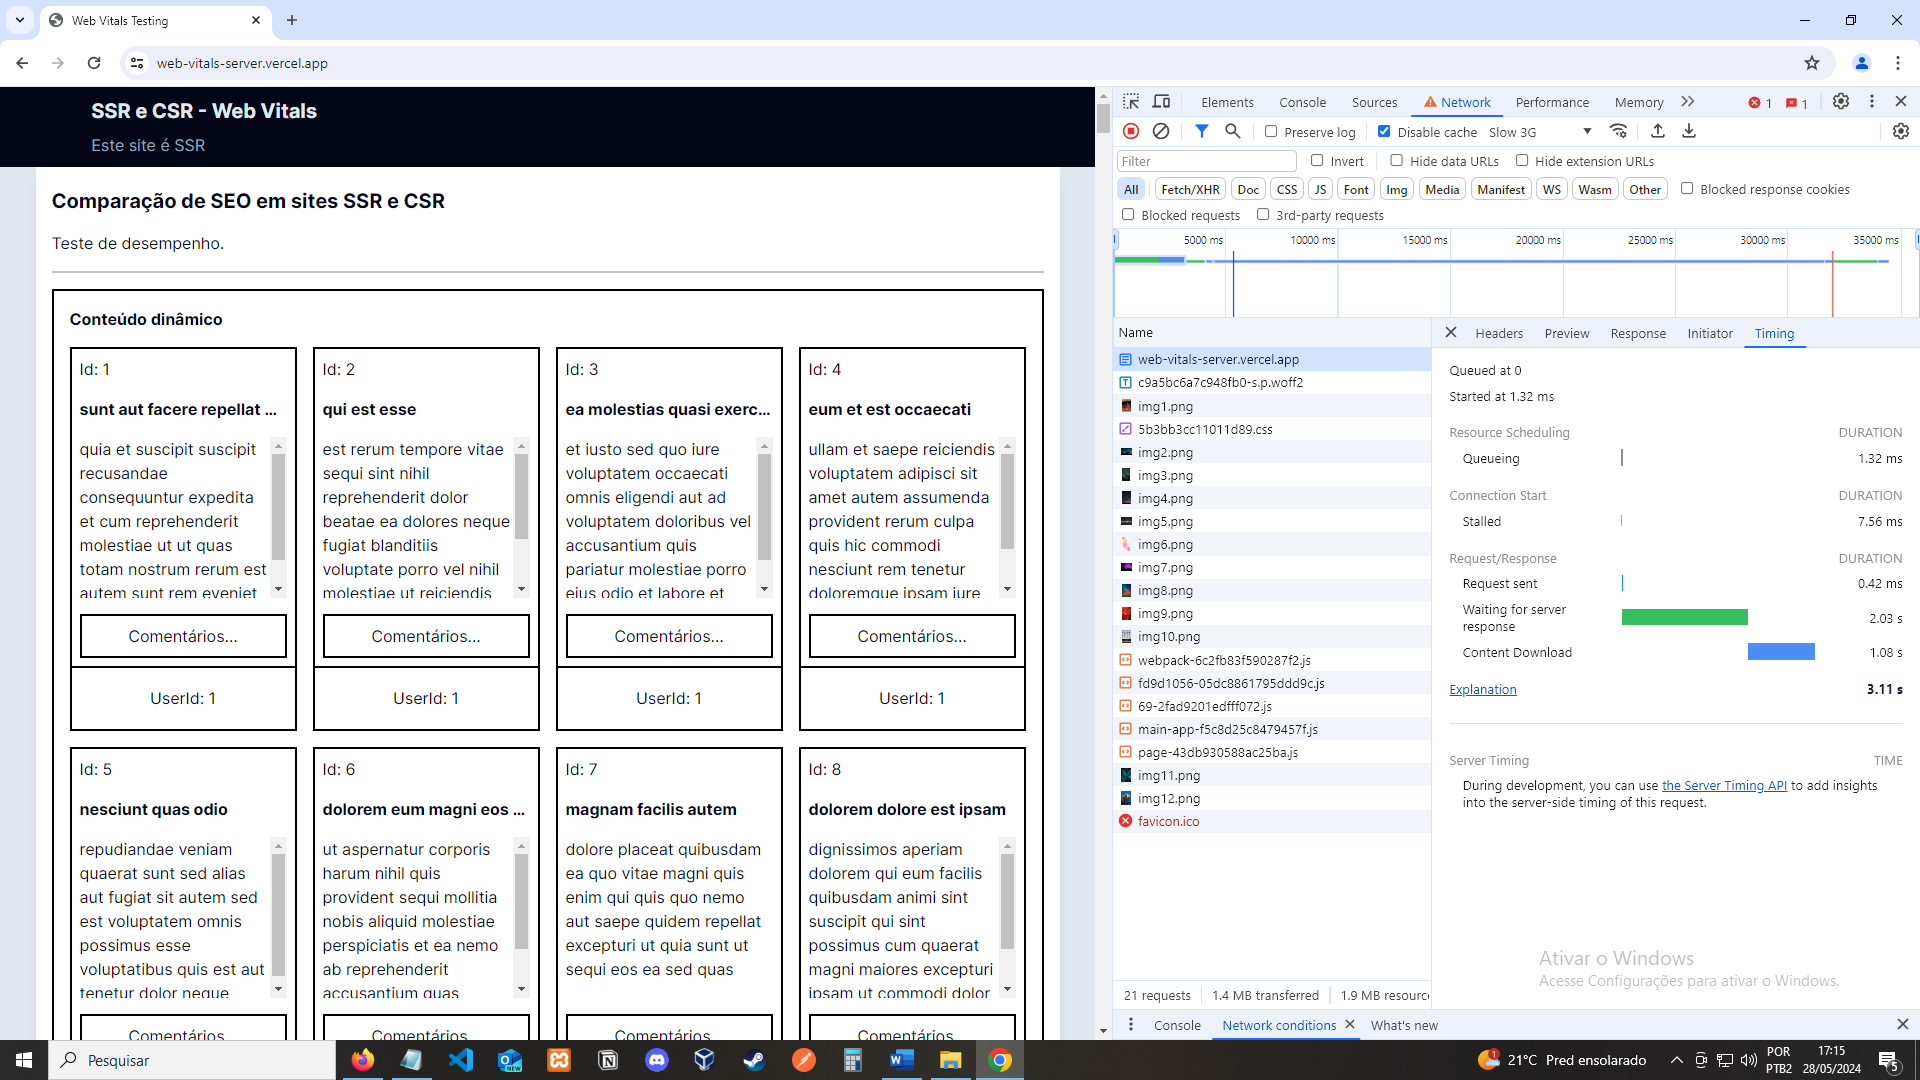 Web Vitals Testing
web-vitals-server.vercel.app
SSR e CSR - Web Vitals
Este site é SSR
Comparação de SEO em sites SSR e CSR
Teste de desempenho.
Conteúdo dinâmico
Id: 1
sunt aut facere repellat ...
quia et suscipit suscipit
recusandae
consequuntur expedita
et cum reprehenderit
molestiae ut ut quas
totam nostrum rerum est
autem sunt rem eveniet
Comentários...
UserId: 1
Id: 2
qui est esse
est rerum tempore vitae
sequi sint nihil
reprehenderit dolor
beatae ea dolores neque
fugiat blanditiis
voluptate porro vel nihil
molestiae ut reiciendis
Comentários...
UserId: 1
Id: 3
ea molestias quasi exerc...
et iusto sed quo iure
voluptatem occaecati
omnis eligendi aut ad
voluptatem doloribus vel
accusantium quis
pariatur molestiae porro
eius odio et labore et
Comentários...
UserId: 1
Id: 4
eum et est occaecati
ullam et saepe reiciendis
voluptatem adipisci sit
amet autem assumenda
provident rerum culpa
quis hic commodi
nesciunt rem tenetur
doloremque ipsam iure
Comentários...
UserId: 1
Id: 5
nesciunt quas odio
repudiandae veniam
quaerat sunt sed alias
aut fugiat sit autem sed
est voluptatem omnis
possimus esse
voluptatibus quis est aut
tenetur dolor neque
Comentários
Id: 6
dolorem eum magni eos ...
ut aspernatur corporis
harum nihil quis
provident sequi mollitia
nobis aliquid molestiae
perspiciatis et ea nemo
ab reprehenderit
accusantium quas
Comentários
Id: 7
magnam facilis autem
dolore placeat quibusdam
ea quo vitae magni quis
enim qui quis quo nemo
aut saepe quidem repellat
excepturi ut quia sunt ut
sequi eos ea sed quas
Comentários
Id: 8
dolorem dolore est ipsam
dignissimos aperiam
dolorem qui eum facilis
quibusdam animi sint
suscipit qui sint
possimus cum quaerat
magni maiores excepturi
ipsam ut commodi dolor
Comentários
Elements Console Sources Network Performance Memory 1 1
Preserve log Disable cache Slow 3G
Filter Invert Hide data URLs Hide extension URLs
All Fetch/XHR Doc CSS JS Font Img Media Manifest WS Wasm Other Blocked response cookies
Blocked requests 3rd-party requests
5000 ms 10000 ms 15000 ms 20000 ms 25000 ms 30000 ms 35000 ms
Name
web-vitals-server.vercel.app
c9a5bc6a7c948fb0-s.p.woff2
img1.png
5b3bb3cc11011d89.css
img2.png
img3.png
img4.png
img5.png
img6.png
img7.png
img8.png
img9.png
img10.png
webpack-6c2fb83f590287f2.js
fd9d1056-05dc8861795ddd9c.js
69-2fad9201edfff072.js
main-app-f5c8d25c8479457f.js
page-43db930588ac25ba.js
img11.png
img12.png
favicon.ico
Headers Preview Response Initiator Timing
Queued at 0
Started at 1.32 ms
Resource Scheduling DURATION
Queueing 1.32 ms
Connection Start DURATION
Stalled 7.56 ms
Request/Response DURATION
Request sent 0.42 ms
Waiting for server
response 2.03 s
Content Download 1.08 s
Explanation 3.11 s
Server Timing TIME
During development, you can use the Server Timing API to add insights
into the server-side timing of this request.
Ativar o Windows
Acesse Configurações para ativar o Windows.
21 requests 1.4 MB transferred 1.9 MB resourc
Console Network conditions What's new
Pesquisar
NEW
1
21°C Pred ensolarado
POR
PTB2
17:15
28/05/2024
5